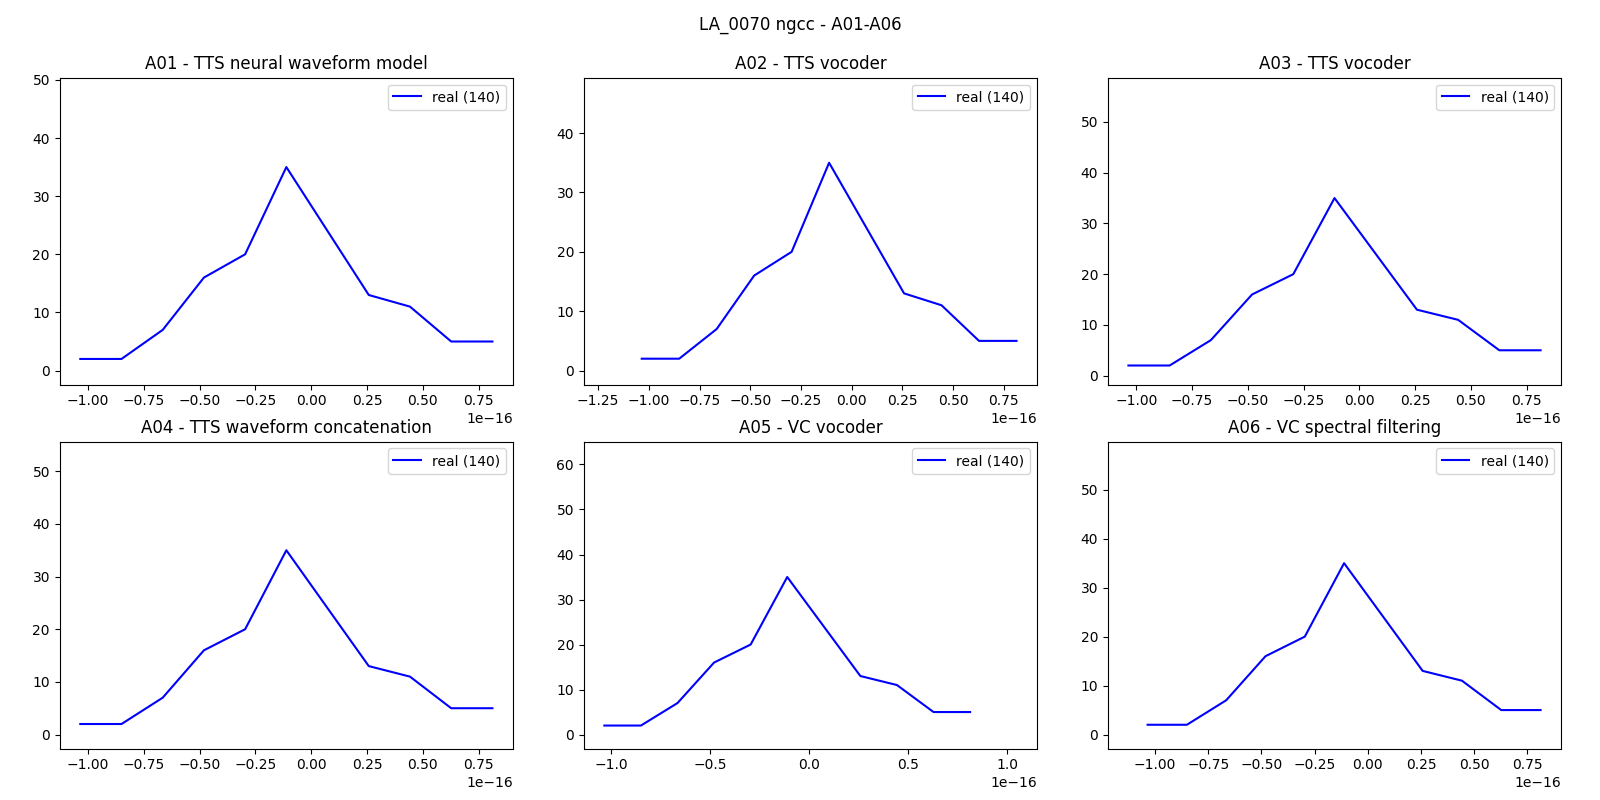 LA_0070 ngcc - A01-A06
A01 - TTS neural waveform model
real (140)
50
40
30
20
10
0
−1.00 −0.75 −0.50 −0.25 0.00 0.25 0.50 0.75
1e−16
A02 - TTS vocoder
real (140)
40
30
20
10
0
−1.25 −1.00 −0.75 −0.50 −0.25 0.00 0.25 0.50 0.75
1e−16
A03 - TTS vocoder
real (140)
50
40
30
20
10
0
−1.00 −0.75 −0.50 −0.25 0.00 0.25 0.50 0.75
1e−16
A04 - TTS waveform concatenation
real (140)
50
40
30
20
10
0
−1.00 −0.75 −0.50 −0.25 0.00 0.25 0.50 0.75
1e−16
A05 - VC vocoder
real (140)
60
50
40
30
20
10
0
−1.0 −0.5 0.0 0.5 1.0
1e−16
A06 - VC spectral filtering
real (140)
50
40
30
20
10
0
−1.00 −0.75 −0.50 −0.25 0.00 0.25 0.50 0.75
1e−16